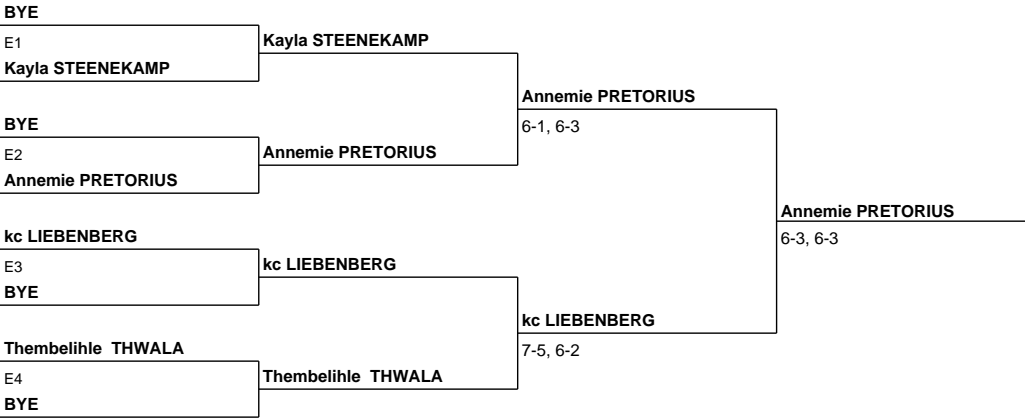 BYE
E1
Kayla STEENEKAMP
BYE
E2
Annemie PRETORIUS
kc LIEBENBERG
E3
BYE
Thembelihle  THWALA
E4
BYE
Kayla STEENEKAMP
Annemie PRETORIUS
kc LIEBENBERG
Thembelihle  THWALA
Annemie PRETORIUS
6-1, 6-3
kc LIEBENBERG
7-5, 6-2
Annemie PRETORIUS
6-3, 6-3